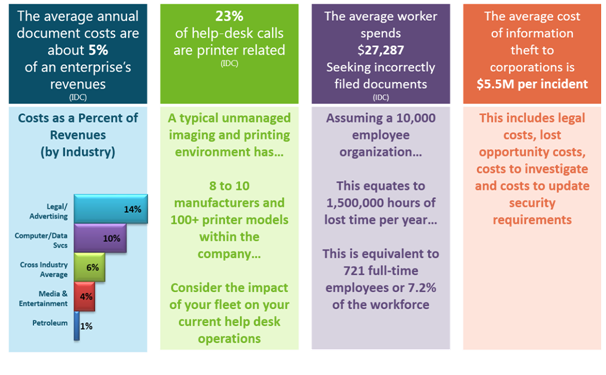 The average annual
document costs are
about 5%
of an enterprise's
revenues
(IDC)
Costs as a Percent of
Revenues
(by Industry)
Legal/
Advertising
14%
Computer/Data
Svcs
10%
Cross Industry
Average
6%
Media &
Entertainment
4%
Petroleum
1%
23%
of help-desk calls
are printer related
(IDC)
A typical unmanaged
imaging and printing
environment has...
8 to 10
manufacturers and
100+ printer models
within the
company...
Consider the impact
of your fleet on your
current help desk
operations
The average worker
spends
$27,287
Seeking incorrectly
filed documents
(IDC)
Assuming a 10,000
employee
organization...
This equates to
1,500,000 hours of
lost time per year...
This is equivalent to
721 full-time
employees or 7.2%
of the workforce
The average cost
of information
theft to
corporations is
$5.5M per incident
This includes legal
costs, lost
opportunity costs,
costs to investigate
and costs to update
security
requirements